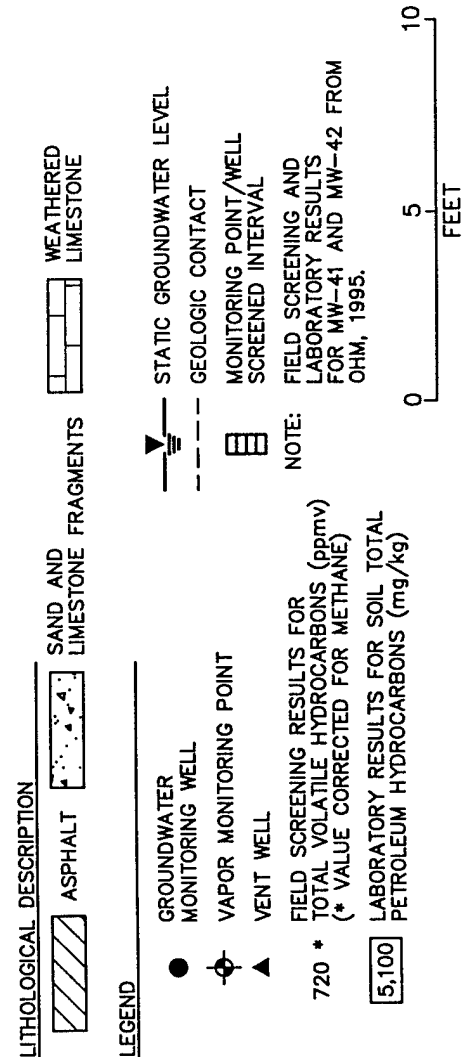 LITHOLOGICAL DESCRIPTION
ASPHALT
SAND AND
LIMESTONE FRAGMENTS
WEATHERED
LIMESTONE
LEGEND
GROUNDWATER
MONITORING WELL
VAPOR MONITORING POINT
VENT WELL
720 *
FIELD SCREENING RESULTS FOR
TOTAL VOLATILE HYDROCARBONS (ppmv)
(* VALUE CORRECTED FOR METHANE)
5,100
LABORATORY RESULTS FOR SOIL TOTAL
PETROLEUM HYDROCARBONS (mg/kg)
STATIC GROUNDWATER LEVEL
GEOLOGIC CONTACT
MONITORING POINT/WELL
SCREENED INTERVAL
NOTE:
FIELD SCREENING AND
LABORATORY RESULTS
FOR MW-41 AND MW-42 FROM
OHM, 1995.
0 5 10
FEET